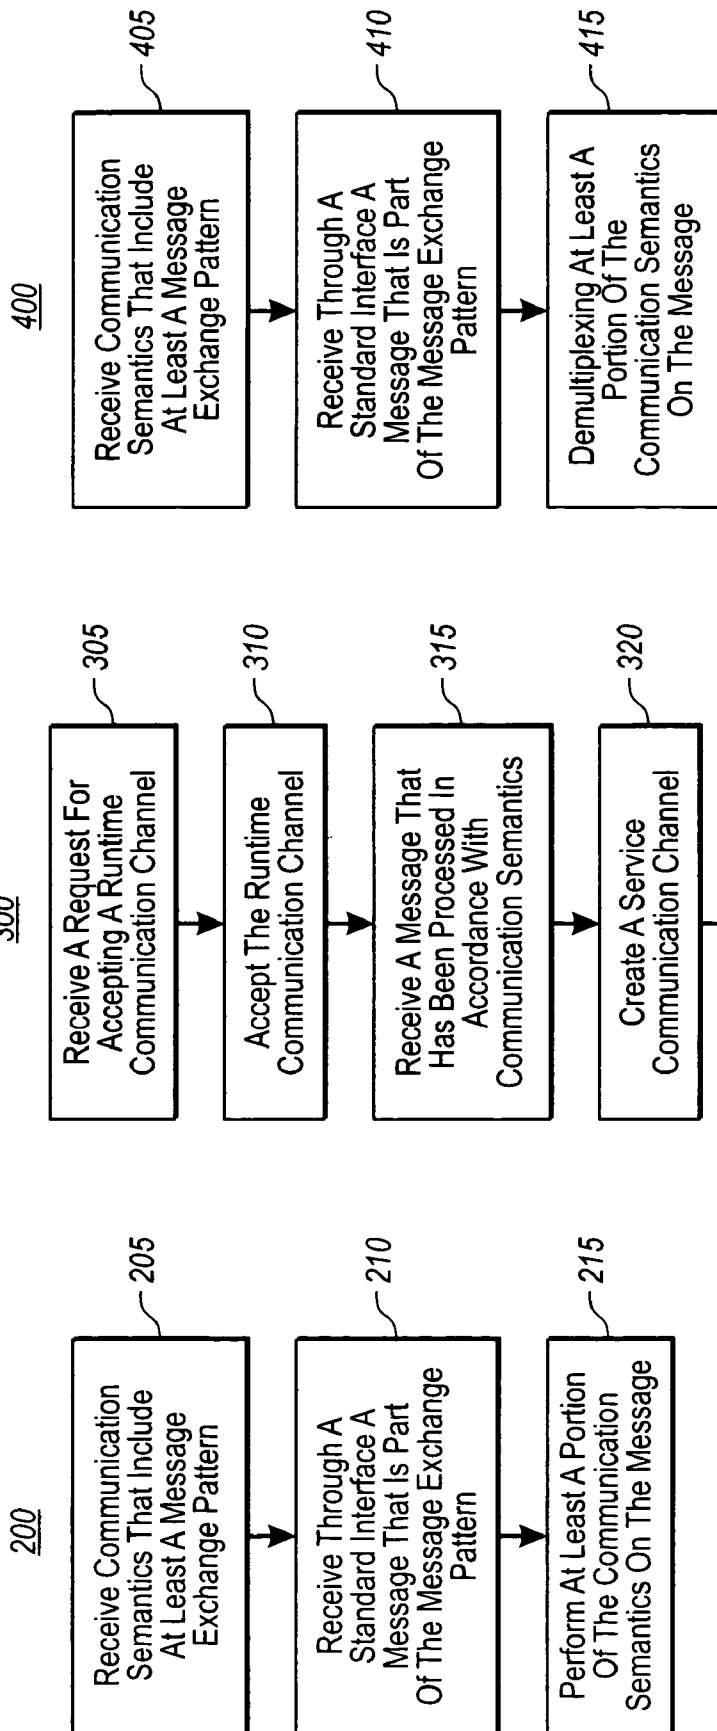 200
Receive Communication
Semantics That Include
At Least A Message
Exchange Pattern
205
Receive Through A
Standard Interface A
Message That Is Part
Of The Message Exchange
Pattern
210
Perform At Least A Portion
Of The Communication
Semantics On The Message
215
300
Receive A Request For
Accepting A Runtime
Communication Channel
305
Accept The Runtime
Communication Channel
310
Receive A Message That
Has Been Processed In
Accordance With
Communication Semantics
315
Create A Service
Communication Channel
320
400
Receive Communication
Semantics That Include
At Least A Message
Exchange Pattern
405
Receive Through A
Standard Interface A
Message That Is Part
Of The Message Exchange
Pattern
410
Demultiplexing At Least A
Portion Of The
Communication Semantics
On The Message
415